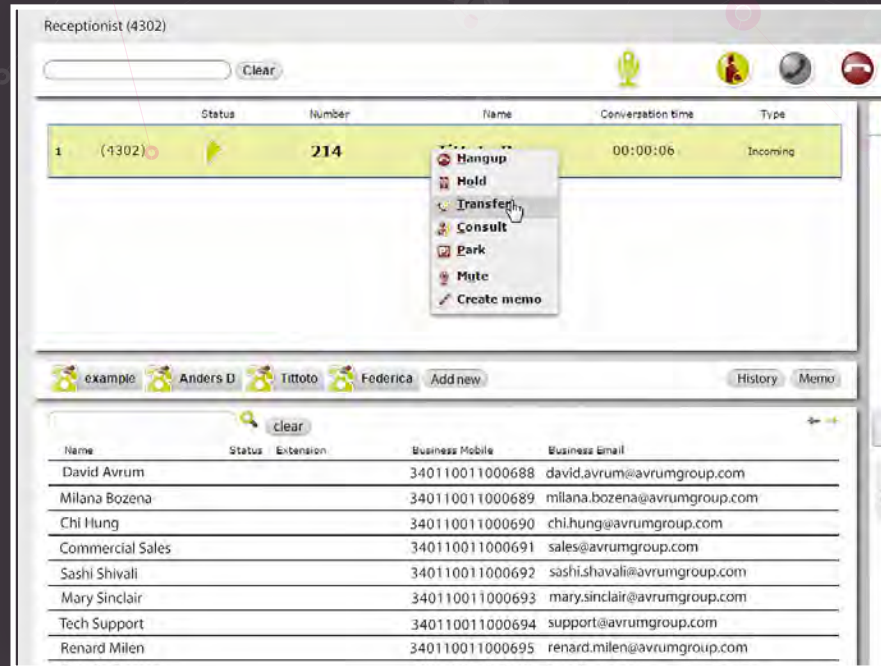 Receptionist (4302)
Clear
Status Number Name Conversation time Type
1 (4302) 214 00:00:06 Incoming
Hangup
Hold
Transfer
Consult
Park
Mute
Create memo
example Anders D Tittoto Federica Add new History Memo
clear
Name Status Extension Business Mobile Business Email
David Avrum 340110011000688 david.avrum@avrumgroup.com
Milana Bozena 340110011000689 milana.bozena@avrumgroup.com
Chi Hung 340110011000690 chi.hung@avrumgroup.com
Commercial Sales 340110011000691 sales@avrumgroup.com
Sashi Shivali 340110011000692 sashi.shavali@avrumgroup.com
Mary Sinclair 340110011000693 mary.sinclair@avrumgroup.com
Tech Support 340110011000694 support@avrumgroup.com
Renard Milen 340110011000695 renard.milen@avrumgroup.com